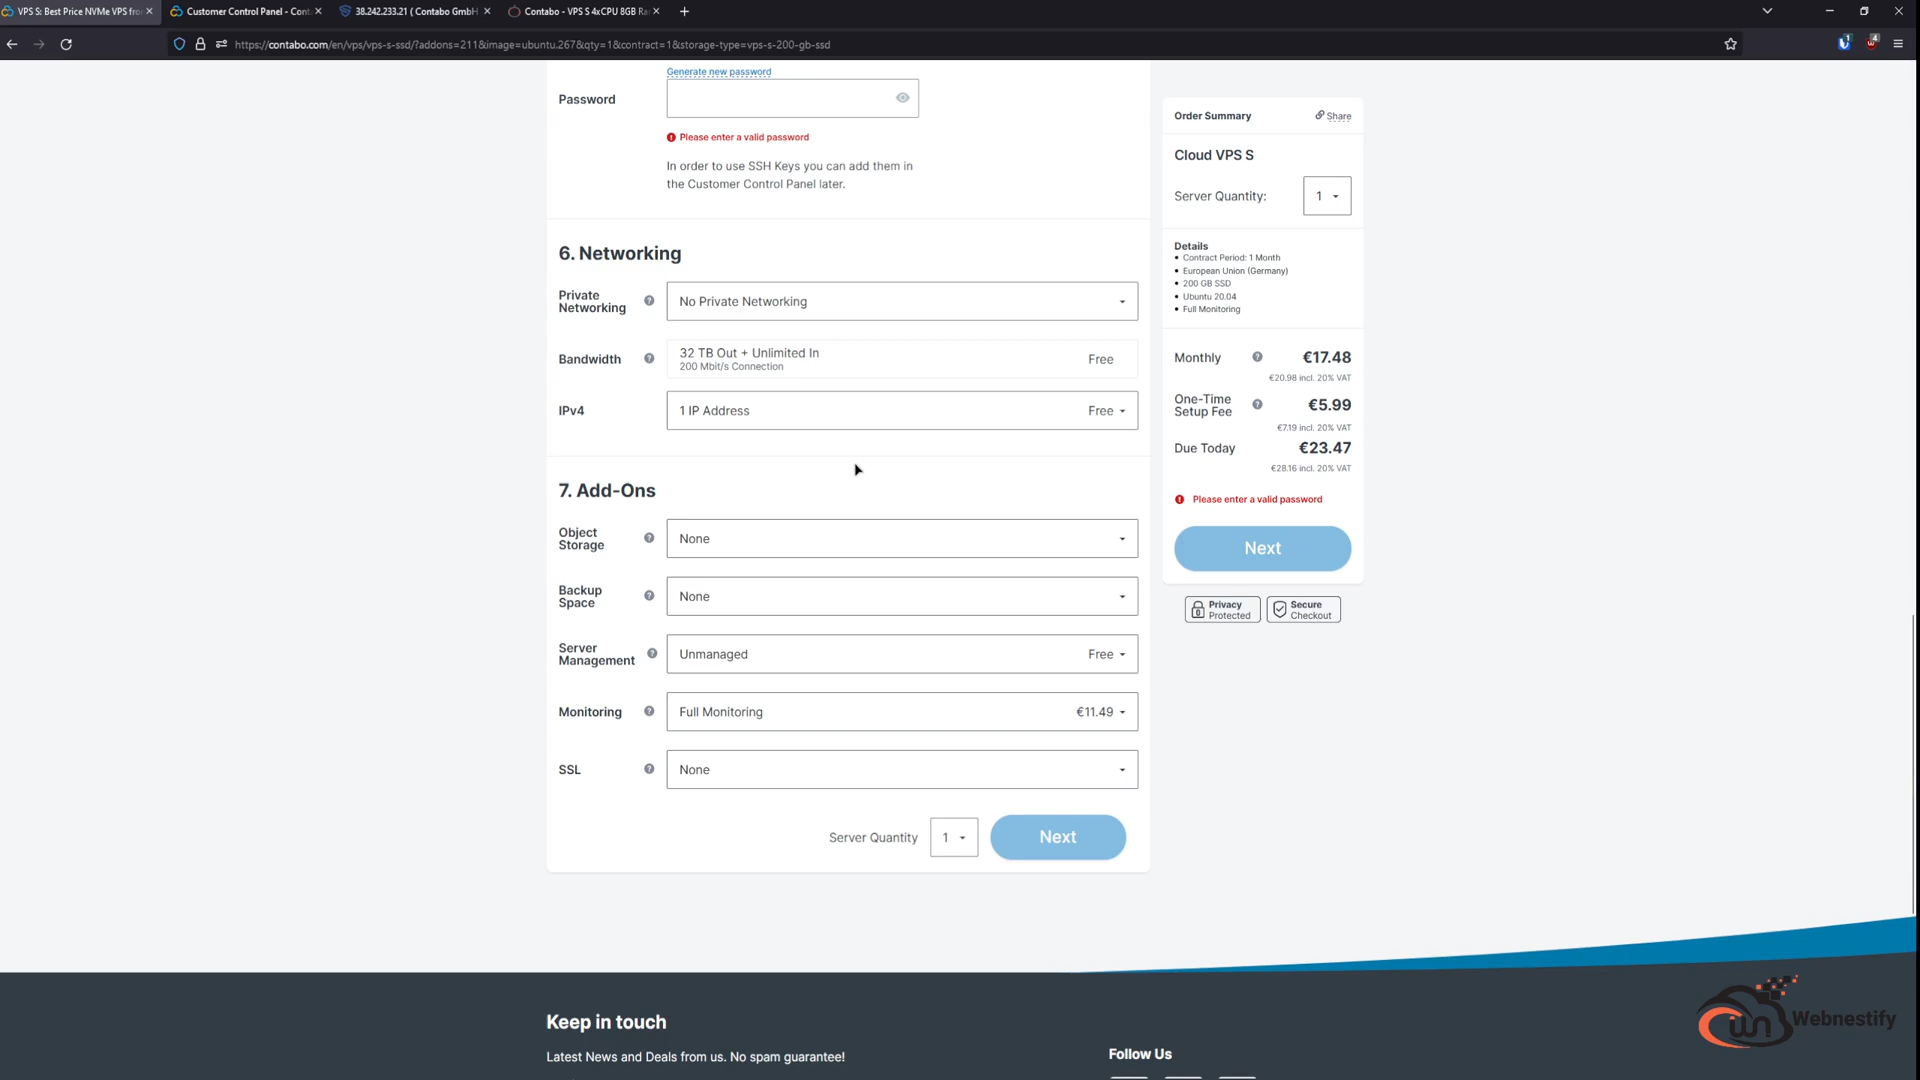 VPS S: Best Price NVMe VPS fro
Customer Control Panel - Cont
38.242.233.21 ( Contabo GmbH
Contabo - VPS S 4xCPU 8GB Ra
https://contabo.com/en/vps/vps-s-ssd/?addons=211&image=ubuntu.267&qty=1&contract=1&storage-type=vps-s-200-gb-ssd
1
4
Generate new password
Password
Please enter a valid password
In order to use SSH Keys you can add them in
the Customer Control Panel later.
6. Networking
Private
Networking
No Private Networking
Bandwidth
32 TB Out + Unlimited In
200 Mbit/s Connection
Free
IPv4
1 IP Address
Free
7. Add-Ons
Object
Storage
None
Backup
Space
None
Server
Management
Unmanaged
Free
Monitoring
Full Monitoring
€11.49
SSL
None
Server Quantity
1
Next
Order Summary
Share
Cloud VPS S
Server Quantity:
1
Details
• Contract Period: 1 Month
• European Union (Germany)
• 200 GB SSD
• Ubuntu 20.04
• Full Monitoring
Monthly
€17.48
€20.98 incl. 20% VAT
One-Time
Setup Fee
€5.99
€7.19 incl. 20% VAT
Due Today
€23.47
€28.16 incl. 20% VAT
Please enter a valid password
Next
Privacy
Protected
Secure
Checkout
Keep in touch
Latest News and Deals from us. No spam guarantee!
Follow Us
Webnestify